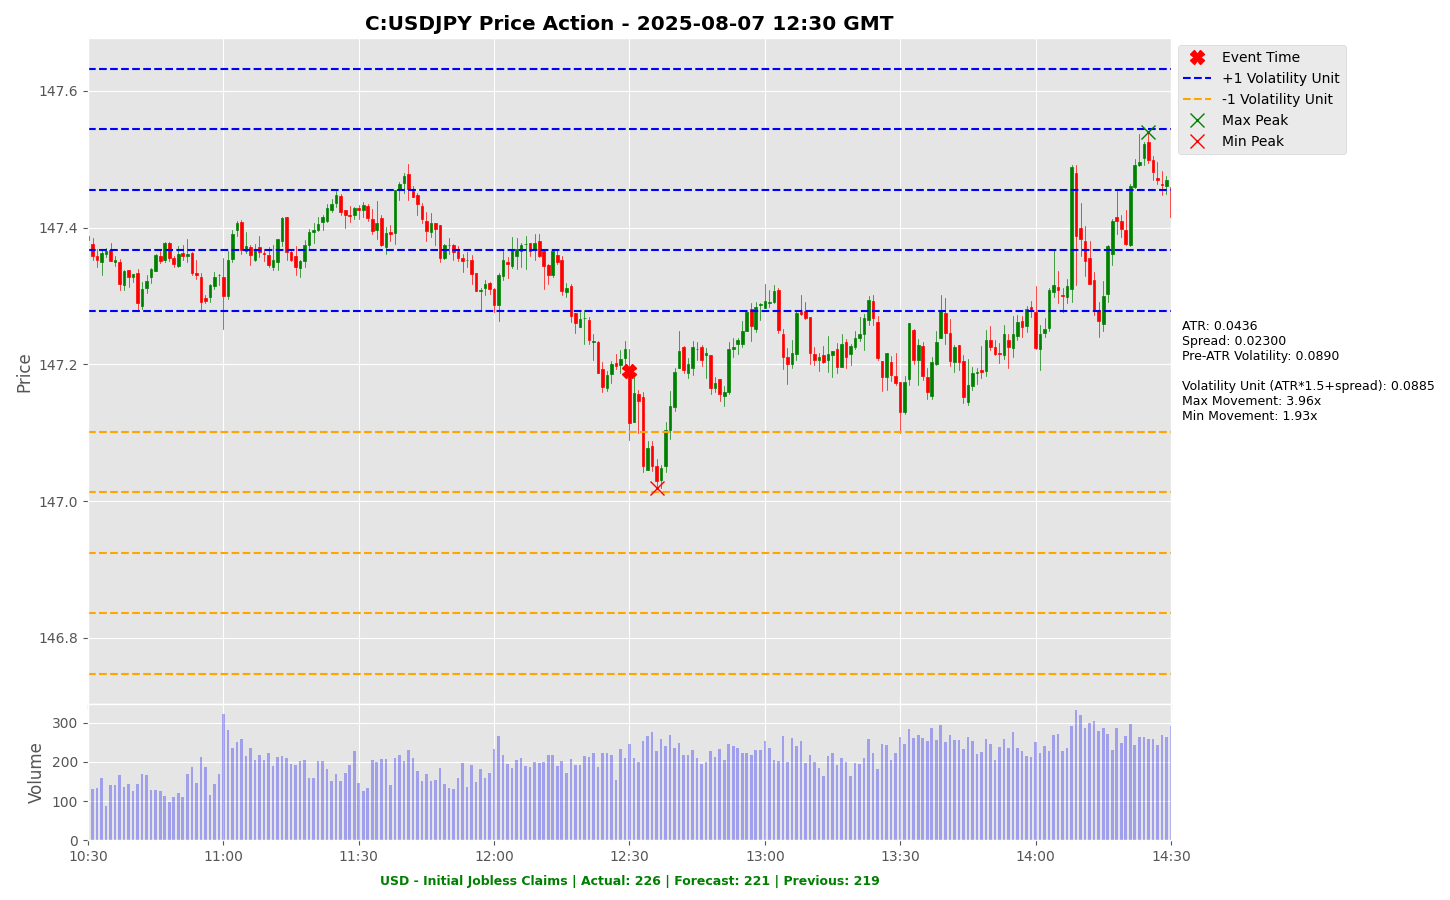 C:USDJPY Price Action - 2025-08-07 12:30 GMT
Event Time
+1 Volatility Unit
-1 Volatility Unit
Max Peak
Min Peak
Price
147.6
147.4
147.2
147.0
146.8
ATR: 0.0436
Spread: 0.02300
Pre-ATR Volatility: 0.0890
Volatility Unit (ATR*1.5+spread): 0.0885
Max Movement: 3.96x
Min Movement: 1.93x
Volume
300
200
100
0
10:30 11:00 11:30 12:00 12:30 13:00 13:30 14:00 14:30
USD - Initial Jobless Claims | Actual: 226 | Forecast: 221 | Previous: 219